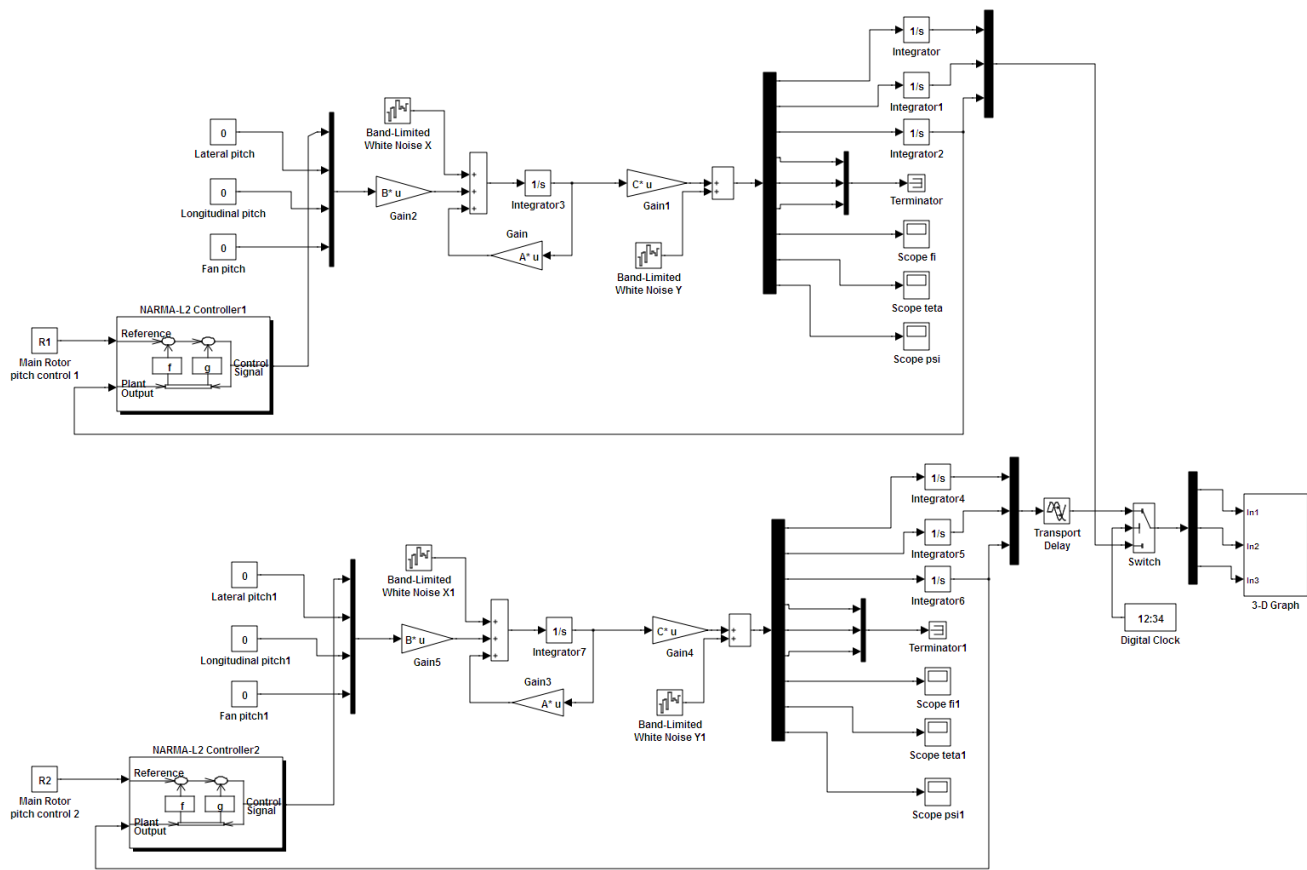 1/s
Integrator
1/s
Integrator1
Band-Limited
White Noise X
0
Lateral pitch
1/s
Integrator2
0
Longitudinal pitch
B* u
Gain2
+
+
+
1/s
Integrator3
C* u
Gain1
+
+
Terminator
0
Fan pitch
Gain
A* u
Band-Limited
White Noise Y
Scope fi
Scope teta
Scope psi
NARMA-L2 Controller1
R1
Main Rotor
pitch control 1
Reference
f
g
Control
Signal
Plant
Output
1/s
Integrator4
1/s
Integrator5
Transport
Delay
Switch
In1
In2
In3
3-D Graph
12:34
Digital Clock
Band-Limited
White Noise X1
0
Lateral pitch1
1/s
Integrator6
0
Longitudinal pitch1
B* u
Gain5
+
+
+
1/s
Integrator7
C* u
Gain4
+
+
Terminator1
0
Fan pitch1
Gain3
A* u
Band-Limited
White Noise Y1
Scope fi1
Scope teta1
Scope psi1
NARMA-L2 Controller2
R2
Main Rotor
pitch control 2
Reference
f
g
Control
Signal
Plant
Output